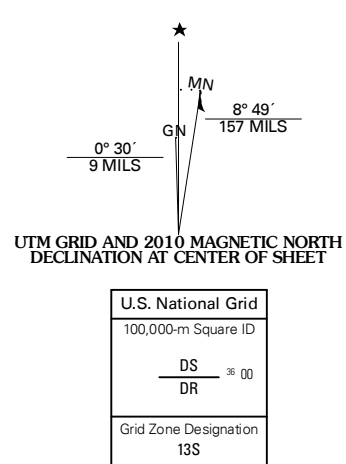 ★
MN
8° 49´
157 MILS
GN
0° 30´
9 MILS
UTM GRID AND 2010 MAGNETIC NORTH
DECLINATION AT CENTER OF SHEET
U.S. National Grid
100,000-m Square ID
DS
36 00
DR
Grid Zone Designation
13S